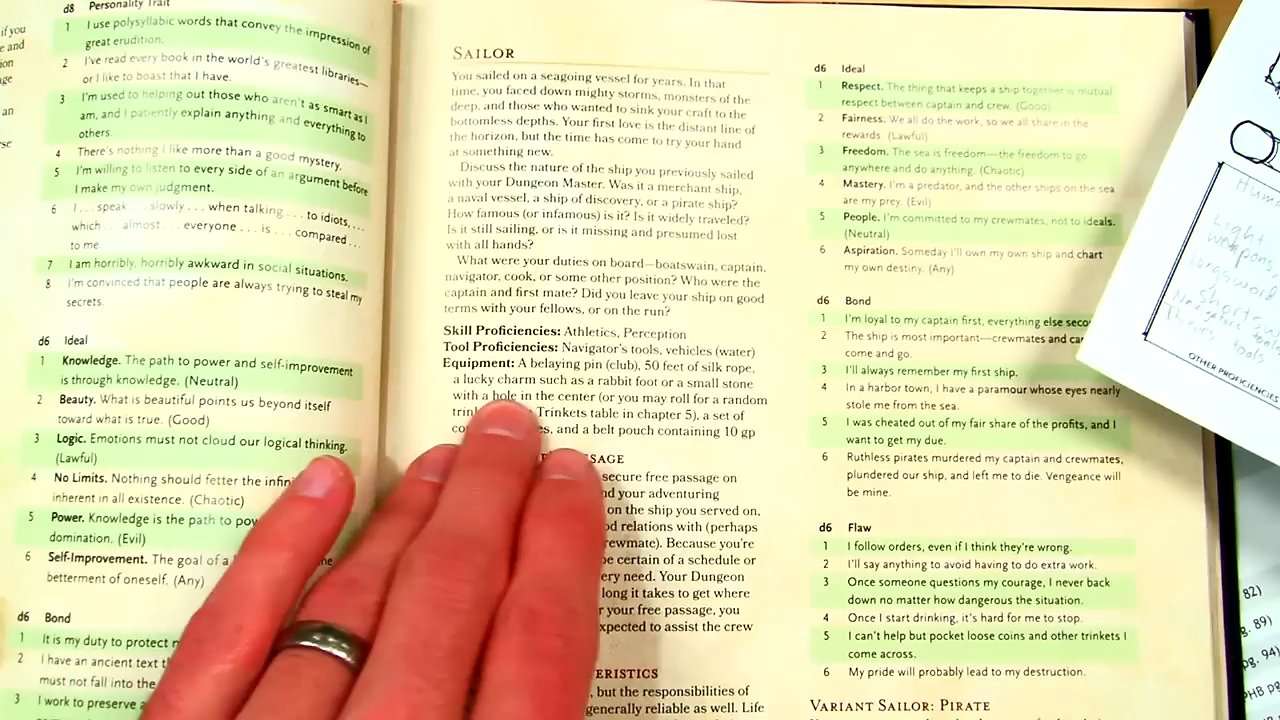 if you
e and
ion
age
an
rse
d8 Personality Trait
1 I use polysyllabic words that convey the impression of
great erudition.
2 I've read every book in the world's greatest libraries—
or I like to boast that I have.
3 I'm used to helping out those who aren't as smart as I
am, and I patiently explain anything and everything to
others.
4 There's nothing I like more than a good mystery.
5 I'm willing to listen to every side of an argument before
I make my own judgment.
6 I . . . speak . . . slowly . . . when talking . . . to idiots,
which . . . almost . . . everyone . . . is . . . compared . . .
to me
7 I am horribly, horribly awkward in social situations.
8 I'm convinced that people are always trying to steal my
secrets.
d6 Ideal
1 Knowledge. The path to power and self-improvement
is through knowledge. (Neutral)
2 Beauty. What is beautiful points us beyond itself
toward what is true. (Good)
3 Logic. Emotions must not cloud our logical thinking.
(Lawful)
4 No Limits. Nothing should fetter the infin
inherent in all existence. (Chaotic)
5 Power. Knowledge is the path to pow
domination. (Evil)
6 Self-Improvement. The goal of a the
betterment of oneself. (Any)
d6 Bond
1 It is my duty to protect
2 I have an ancient text
must not fall into the
3 I work to preserve a
SAILOR
You sailed on a seagoing vessel for years. In that
time, you faced down mighty storms, monsters of the
deep, and those who wanted to sink your craft to the
bottomless depths. Your first love is the distant line of
the horizon, but the time has come to try your hand
at something new.
Discuss the nature of the ship you previously sailed
with your Dungeon Master. Was it a merchant ship,
a naval vessel, a ship of discovery, or a pirate ship?
How famous (or infamous) is it? Is it widely traveled?
Is it still sailing, or is it missing and presumed lost
with all hands?
What were your duties on board—boatswain, captain,
navigator, cook, or some other position? Who were the
captain and first mate? Did you leave your ship on good
terms with your fellows, or on the run?
Skill Proficiencies: Athletics, Perception
Tool Proficiencies: Navigator's tools, vehicles (water)
Equipment: A belaying pin (club), 50 feet of silk rope,
a lucky charm such as a rabbit foot or a small stone
with a hole in the center (or you may roll for a random
trin Trinkets table in chapter 5), a set of
co es, and a belt pouch containing 10 gp
SSAGE
secure free passage on
nd your adventuring
on the ship you served on,
od relations with (perhaps
rewmate). Because you're
be certain of a schedule or
ery need. Your Dungeon
long it takes to get where
r your free passage, you
xpected to assist the crew
ERISTICS
, but the responsibilities of
generally reliable as well. Life
d6 Ideal
1 Respect. The thing that keeps a ship together is mutual
respect between captain and crew. (Good)
2 Fairness. We all do the work, so we all share in the
rewards. (Lawful)
3 Freedom. The sea is freedom—the freedom to go
anywhere and do anything. (Chaotic)
4 Mastery. I'm a predator, and the other ships on the sea
are my prey. (Evil)
5 People. I'm committed to my crewmates, not to ideals.
(Neutral)
6 Aspiration. Someday I'll own my own ship and chart
my own destiny. (Any)
d6 Bond
1 I'm loyal to my captain first, everything else seco
2 The ship is most important—crewmates and ca
come and go.
3 I'll always remember my first ship.
4 In a harbor town, I have a paramour whose eyes nearly
stole me from the sea.
5 I was cheated out of my fair share of the profits, and I
want to get my due.
6 Ruthless pirates murdered my captain and crewmates,
plundered our ship, and left me to die. Vengeance will
be mine.
d6 Flaw
1 I follow orders, even if I think they're wrong.
2 I'll say anything to avoid having to do extra work.
3 Once someone questions my courage, I never back
down no matter how dangerous the situation.
4 Once I start drinking, it's hard for me to stop.
5 I can't help but pocket loose coins and other trinkets I
come across.
6 My pride will probably lead to my destruction.
VARIANT SAILOR: PIRATE
Hum
Light
weapons,
longsword
Navigators tools
Thieves tools
OTHER PROFICIENCIES
82)
g. 89)
pg. 94)
PHB pg